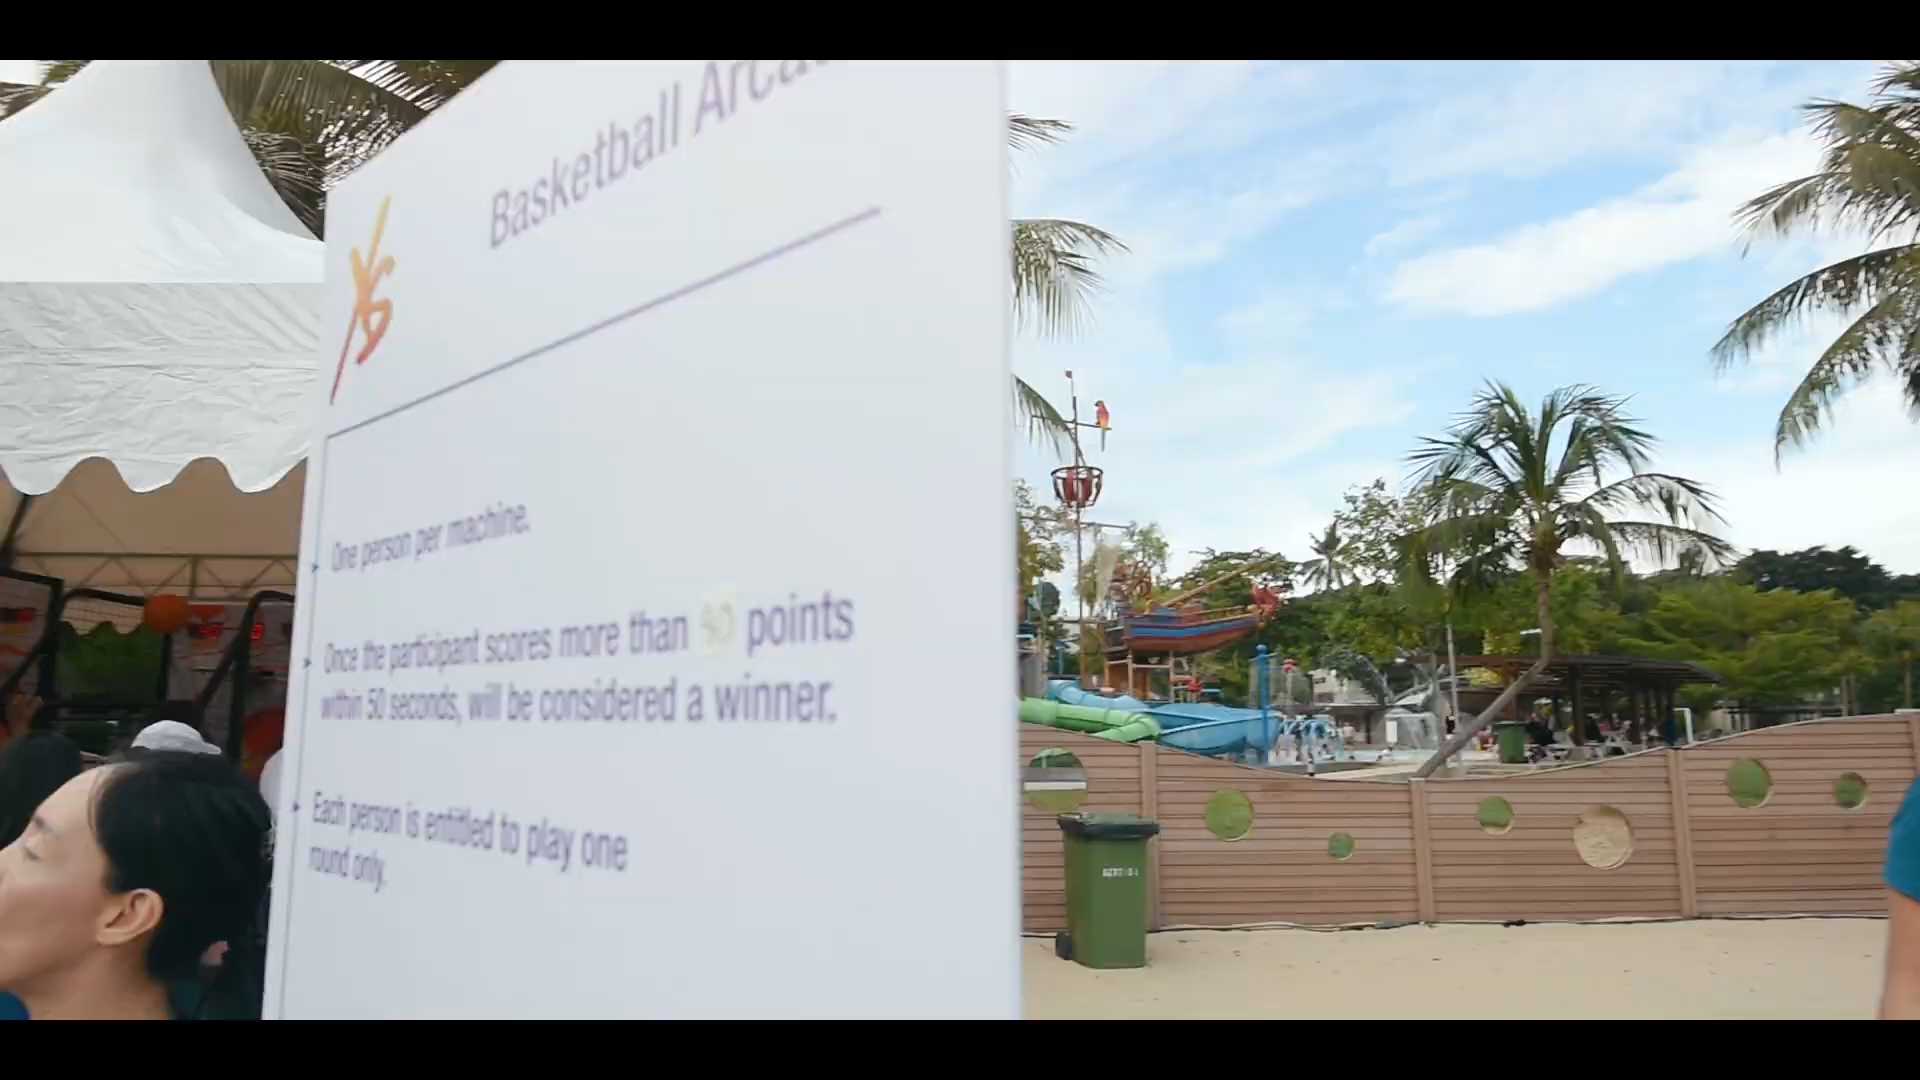 Basketball
One person per machine.
Once the participant scores more than points
within 50 seconds, will be considered a winner.
Each person is entitled to play one
round only.